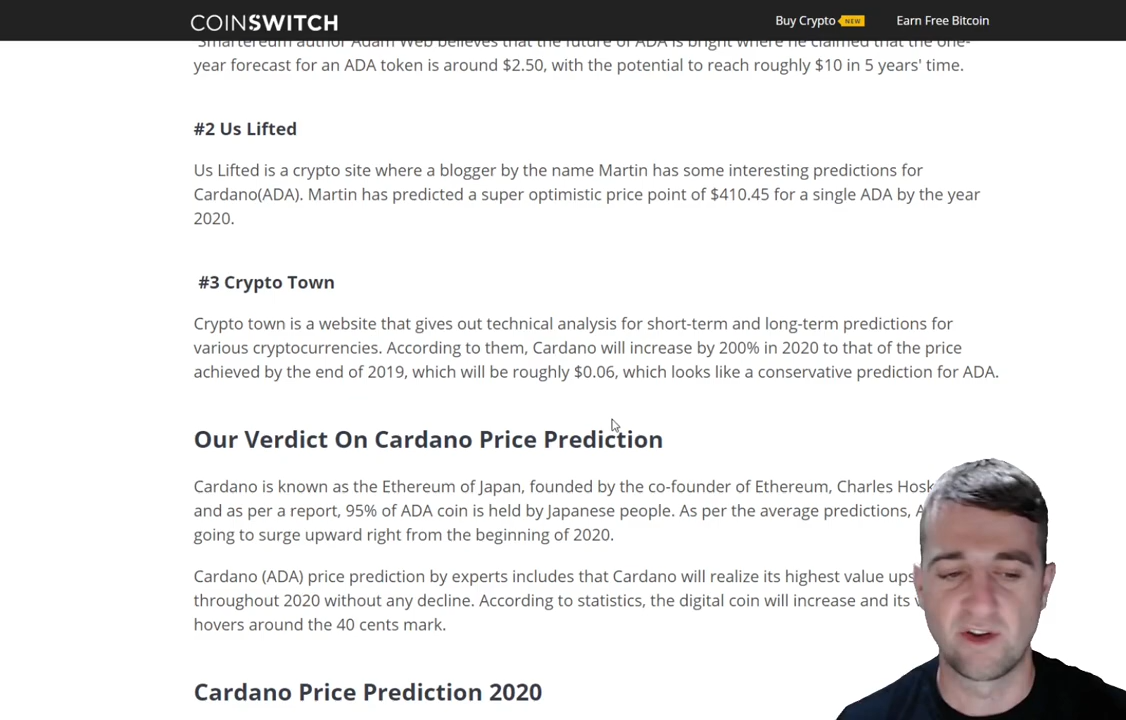 COINSWITCH
Buy Crypto NEW
Earn Free Bitcoin
Smartereum author Adam Web believes that the future of ADA is bright where he claimed that the one-
year forecast for an ADA token is around $2.50, with the potential to reach roughly $10 in 5 years' time.
#2 Us Lifted
Us Lifted is a crypto site where a blogger by the name Martin has some interesting predictions for
Cardano(ADA). Martin has predicted a super optimistic price point of $410.45 for a single ADA by the year
2020.
#3 Crypto Town
Crypto town is a website that gives out technical analysis for short-term and long-term predictions for
various cryptocurrencies. According to them, Cardano will increase by 200% in 2020 to that of the price
achieved by the end of 2019, which will be roughly $0.06, which looks like a conservative prediction for ADA.
Our Verdict On Cardano Price Prediction
Cardano is known as the Ethereum of Japan, founded by the co-founder of Ethereum, Charles Hosk
and as per a report, 95% of ADA coin is held by Japanese people. As per the average predictions, A
going to surge upward right from the beginning of 2020.
Cardano (ADA) price prediction by experts includes that Cardano will realize its highest value ups
throughout 2020 without any decline. According to statistics, the digital coin will increase and its
hovers around the 40 cents mark.
Cardano Price Prediction 2020